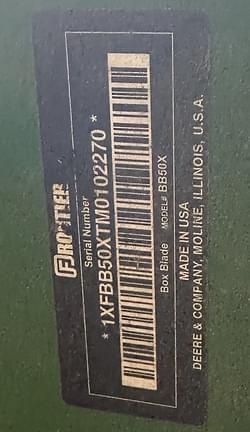 FRONTIER
Serial Number
* 1XFBB50XTM0102270 *
Box Blade MODEL# BB50X
MADE IN USA
DEERE & COMPANY, MOLINE, ILLINOIS, U.S.A.